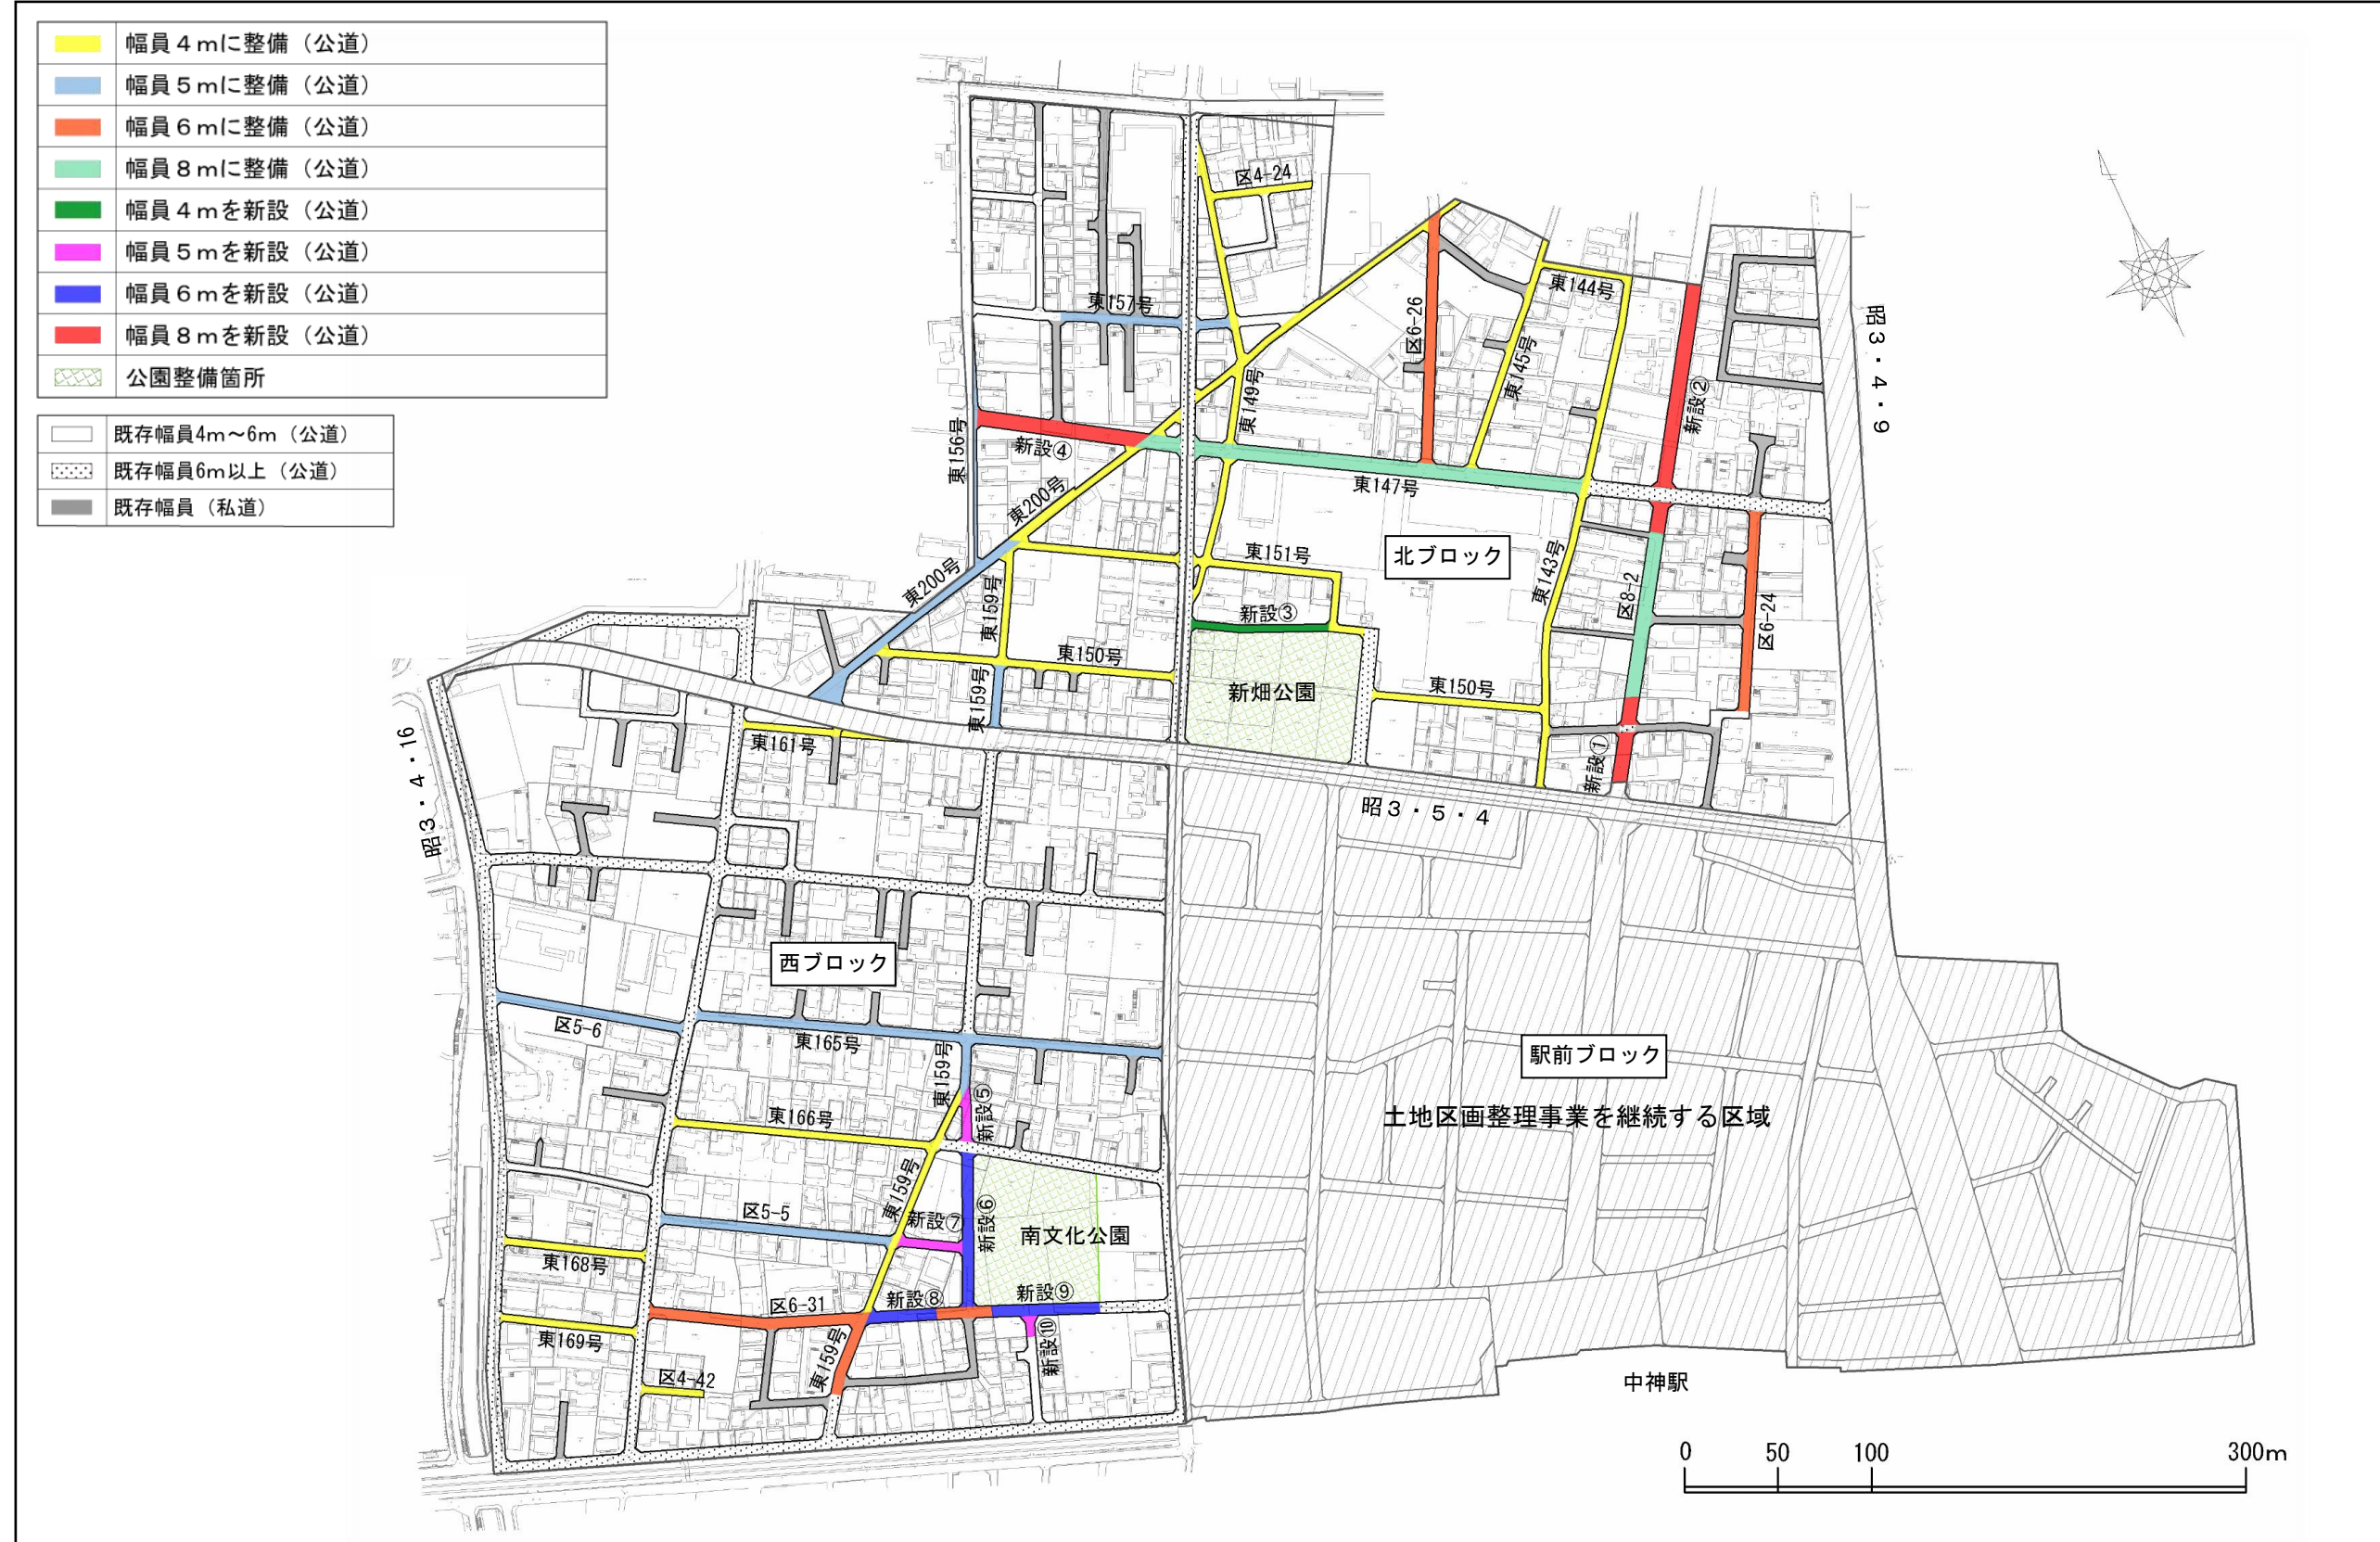 幅員４ｍに整備（公道）
幅員５ｍに整備（公道）
幅員６ｍに整備（公道）
幅員８ｍに整備（公道）
幅員４ｍを新設（公道）
幅員５ｍを新設（公道）
幅員６ｍを新設（公道）
幅員８ｍを新設（公道）
公園整備箇所
既存幅員4m～6m（公道）
既存幅員6m以上（公道）
既存幅員（私道）
区4-24
東144号
東157号
区6-26
東145号
昭３・４・９
東149号
新設②
東156号
新設④
東147号
東200号
東151号
北ブロック
東143号
東200号
東159号
新設③
区8-2
区6-24
東150号
新畑公園
東150号
東159号
東161号
新設①
昭３・４・16
昭３・５・４
西ブロック
区5-6
東165号
東159号
駅前ブロック
土地区画整理事業を継続する区域
新設⑤
東166号
東159号
区5-5
新設⑦
新設⑥
南文化公園
東168号
区6-31
新設⑧
新設⑨
東169号
東159号
新設⑩
区4-42
中神駅
0 50 100 300m